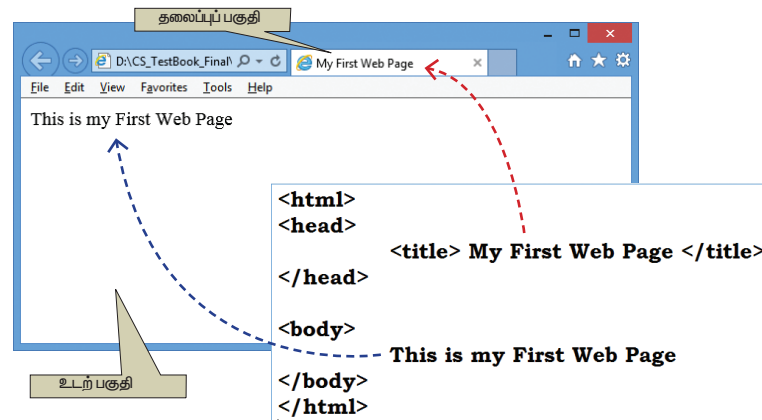 தலைப்புப் பகுதி
D:\CS_TestBook_Final\
My First Web Page
File Edit View Favorites Tools Help
This is my First Web Page
<html>
<head>
<title> My First Web Page </title>
</head>
<body>
This is my First Web Page
</body>
</html>
உடற் பகுதி